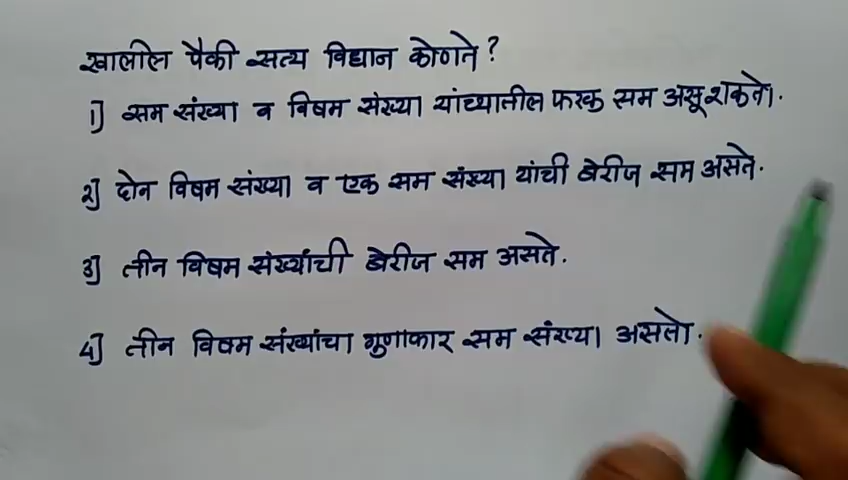 खालील पैकी सत्य विधान कोणते?
1] सम संख्या व विषम संख्या यांच्यातील फरक सम असू शकतो.
2] दोन विषम संख्या व एक सम संख्या यांची बेरीज सम असते.
3] तीन विषम संख्यांची बेरीज सम असते.
4] तीन विषम संख्यांचा गुणाकार सम संख्या असतो.